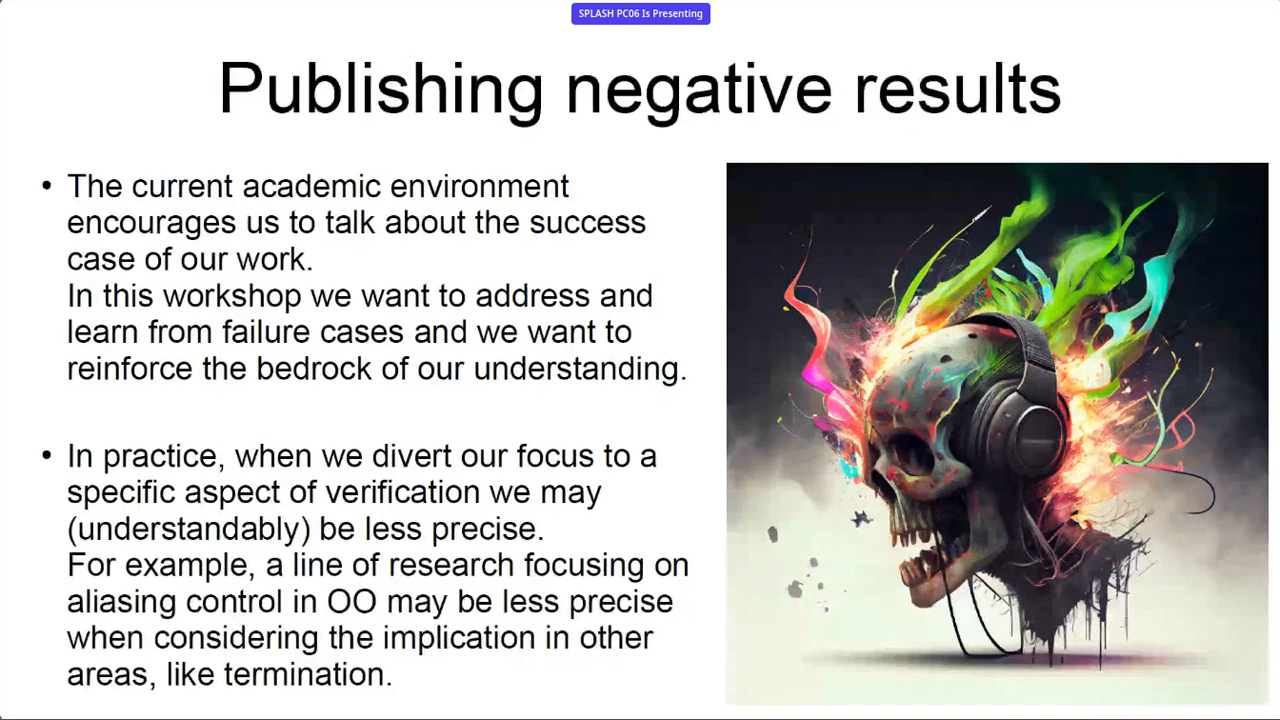 SPLASH PC06 Is Presenting
Publishing negative results
• The current academic environment
encourages us to talk about the success
case of our work.
In this workshop we want to address and
learn from failure cases and we want to
reinforce the bedrock of our understanding.
• In practice, when we divert our focus to a
specific aspect of verification we may
(understandably) be less precise.
For example, a line of research focusing on
aliasing control in OO may be less precise
when considering the implication in other
areas, like termination.